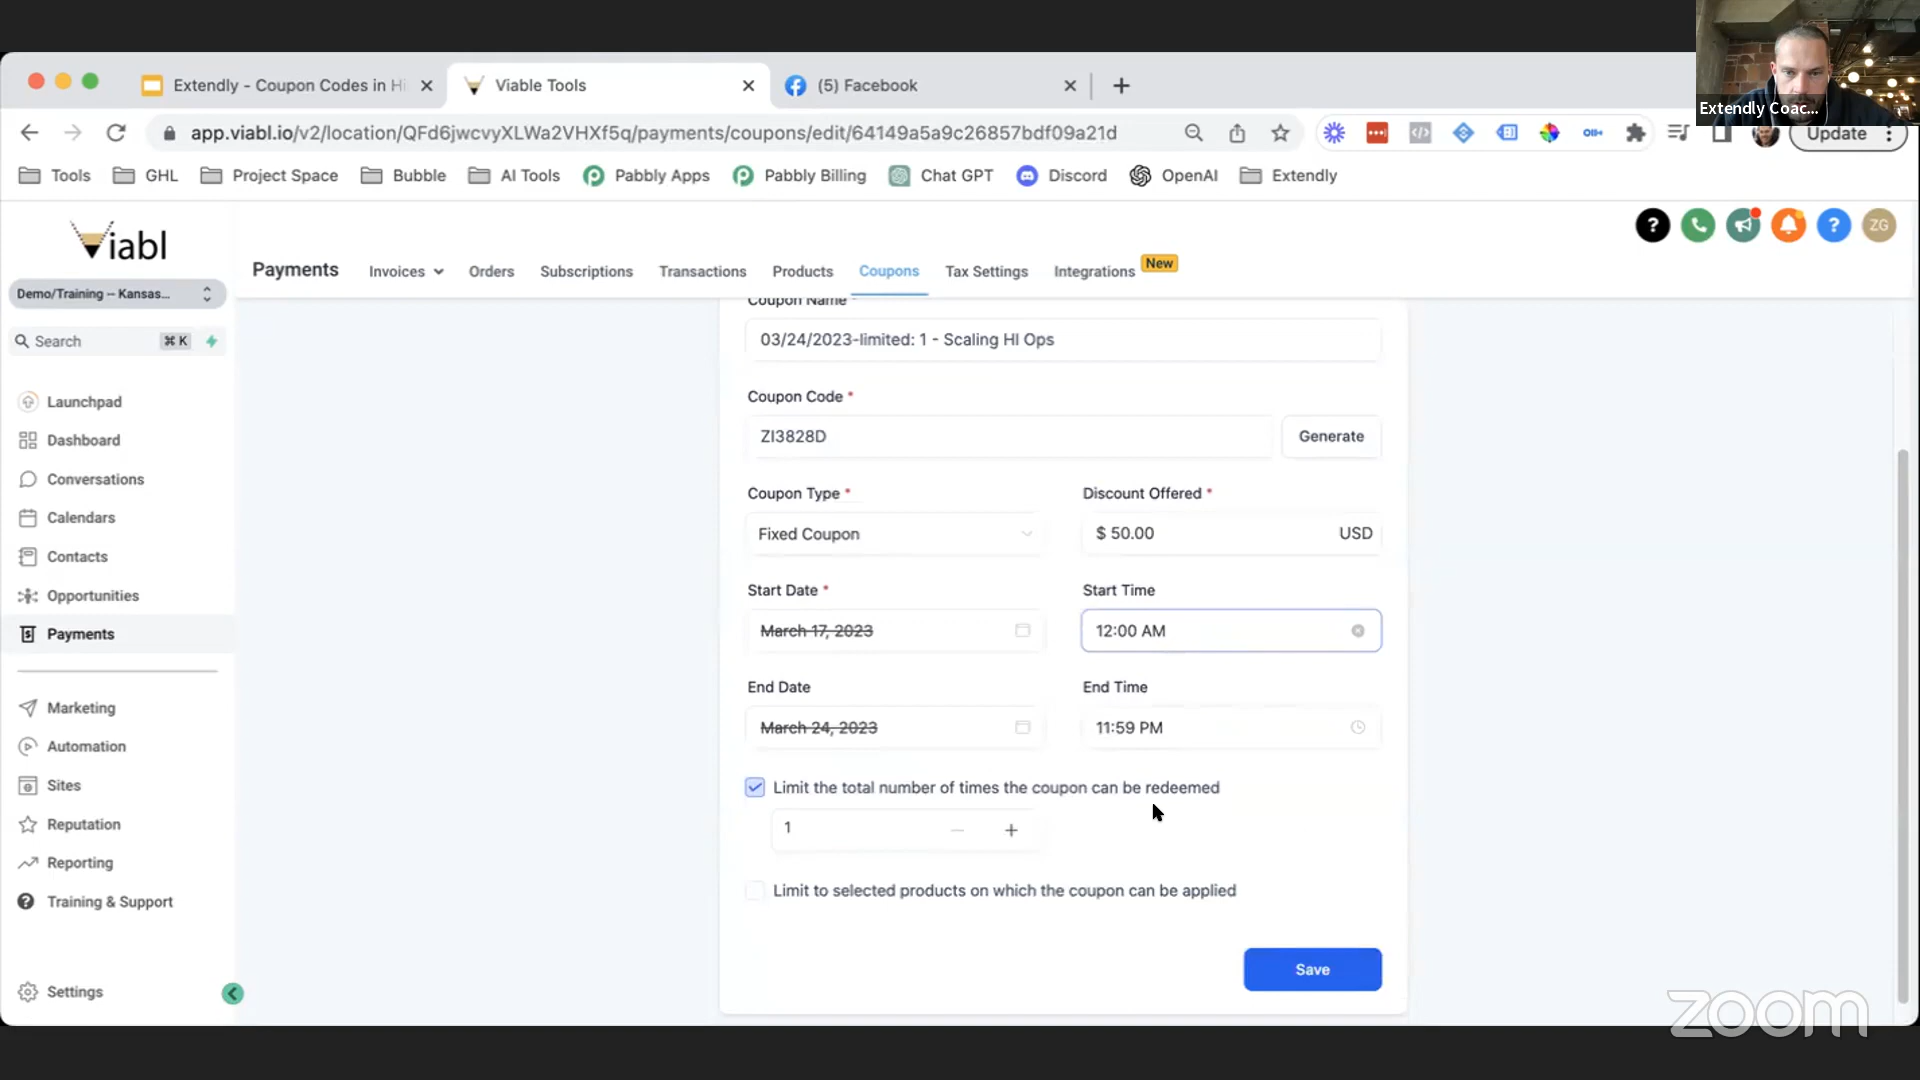 Extendly - Coupon Codes in Hi
Viable Tools
(5) Facebook
Extendly Coac...
app.viabl.io/v2/location/QFd6jwcvyXLWa2VHXf5q/payments/coupons/edit/64149a5a9c26857bdf09a21d
Update
Tools
GHL
Project Space
Bubble
AI Tools
Pabbly Apps
Pabbly Billing
Chat GPT
Discord
OpenAI
Extendly
Viabl
ZG
Payments
Invoices
Orders
Subscriptions
Transactions
Products
Coupons
Tax Settings
Integrations
New
Demo/Training -- Kansas...
Search
⌘ K
Launchpad
Dashboard
Conversations
Calendars
Contacts
Opportunities
Payments
Marketing
Automation
Sites
Reputation
Reporting
Training & Support
Settings
Coupon Name
03/24/2023-limited: 1 - Scaling HI Ops
Coupon Code *
ZI3828D
Generate
Coupon Type *
Discount Offered *
Fixed Coupon
$ 50.00
USD
Start Date *
Start Time
March 17, 2023
12:00 AM
End Date
End Time
March 24, 2023
11:59 PM
Limit the total number of times the coupon can be redeemed
1
Limit to selected products on which the coupon can be applied
Save
zoom